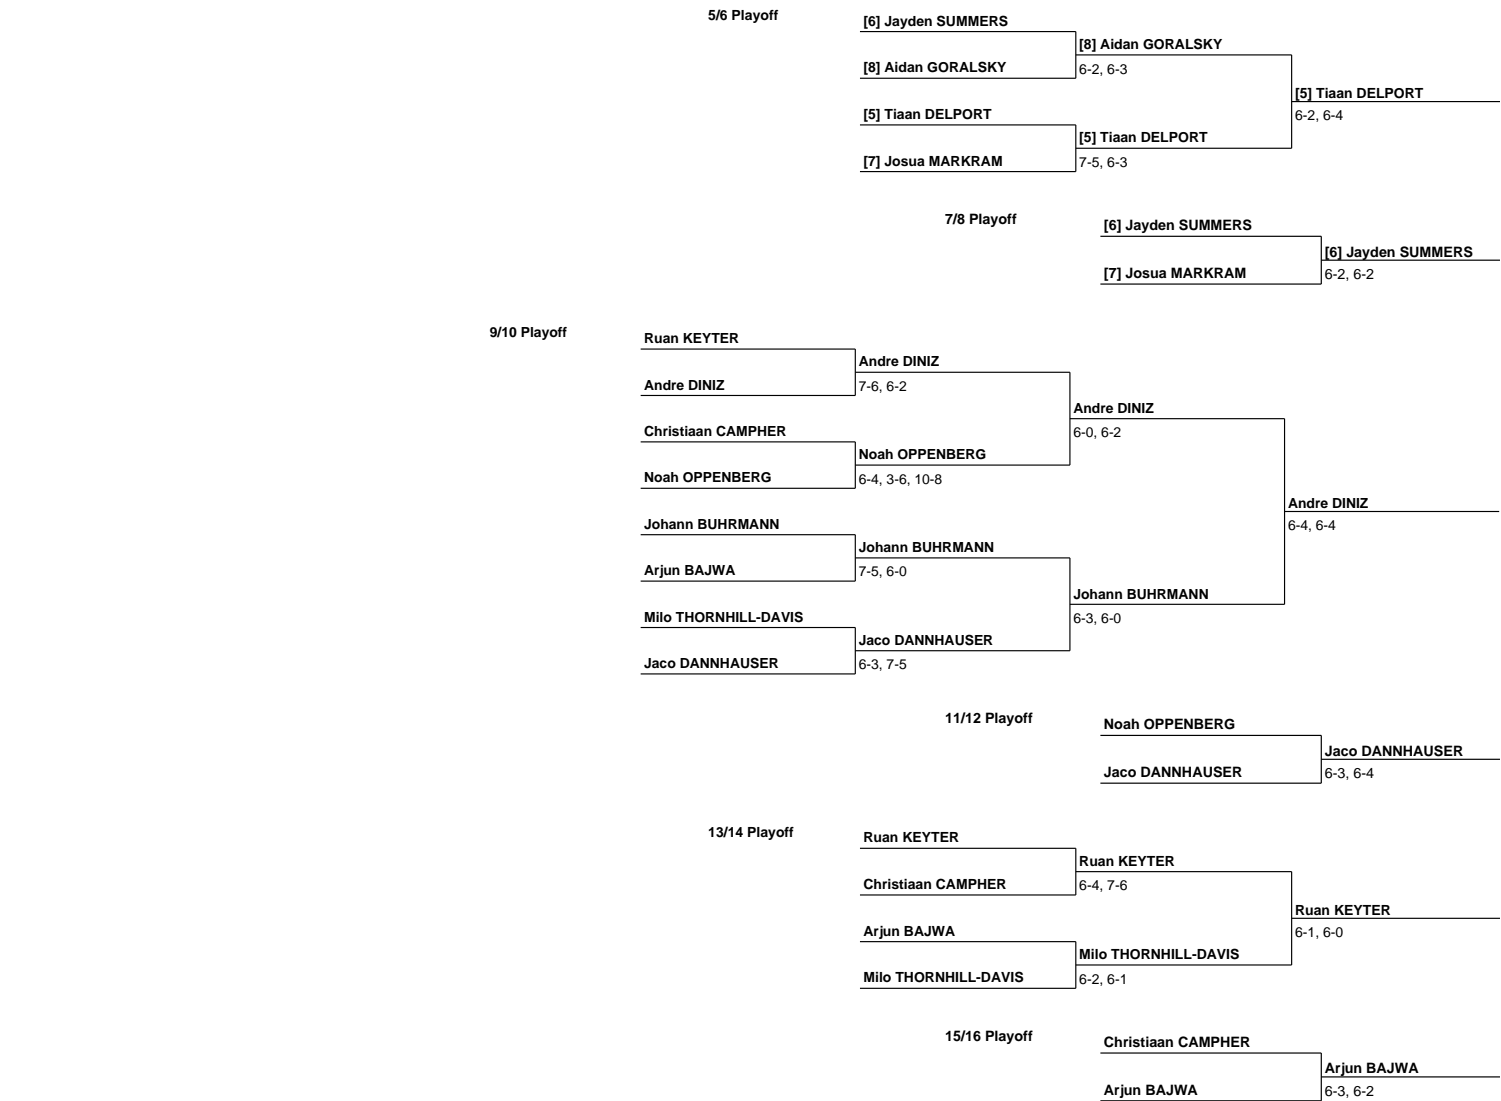 5/6 Playoff
[6] Jayden SUMMERS
[8] Aidan GORALSKY
[8] Aidan GORALSKY
6-2, 6-3
[5] Tiaan DELPORT
6-2, 6-4
[5] Tiaan DELPORT
[5] Tiaan DELPORT
[7] Josua MARKRAM
7-5, 6-3
7/8 Playoff
[6] Jayden SUMMERS
[6] Jayden SUMMERS
[7] Josua MARKRAM
6-2, 6-2
9/10 Playoff
Ruan KEYTER
Andre DINIZ
Andre DINIZ
7-6, 6-2
Andre DINIZ
6-0, 6-2
Christiaan CAMPHER
Noah OPPENBERG
Noah OPPENBERG
6-4, 3-6, 10-8
Andre DINIZ
6-4, 6-4
Johann BUHRMANN
Johann BUHRMANN
Arjun BAJWA
7-5, 6-0
Johann BUHRMANN
6-3, 6-0
Milo THORNHILL-DAVIS
Jaco DANNHAUSER
Jaco DANNHAUSER
6-3, 7-5
11/12 Playoff
Noah OPPENBERG
Jaco DANNHAUSER
Jaco DANNHAUSER
6-3, 6-4
13/14 Playoff
Ruan KEYTER
Ruan KEYTER
Christiaan CAMPHER
6-4, 7-6
Ruan KEYTER
6-1, 6-0
Arjun BAJWA
Milo THORNHILL-DAVIS
Milo THORNHILL-DAVIS
6-2, 6-1
15/16 Playoff
Christiaan CAMPHER
Arjun BAJWA
Arjun BAJWA
6-3, 6-2